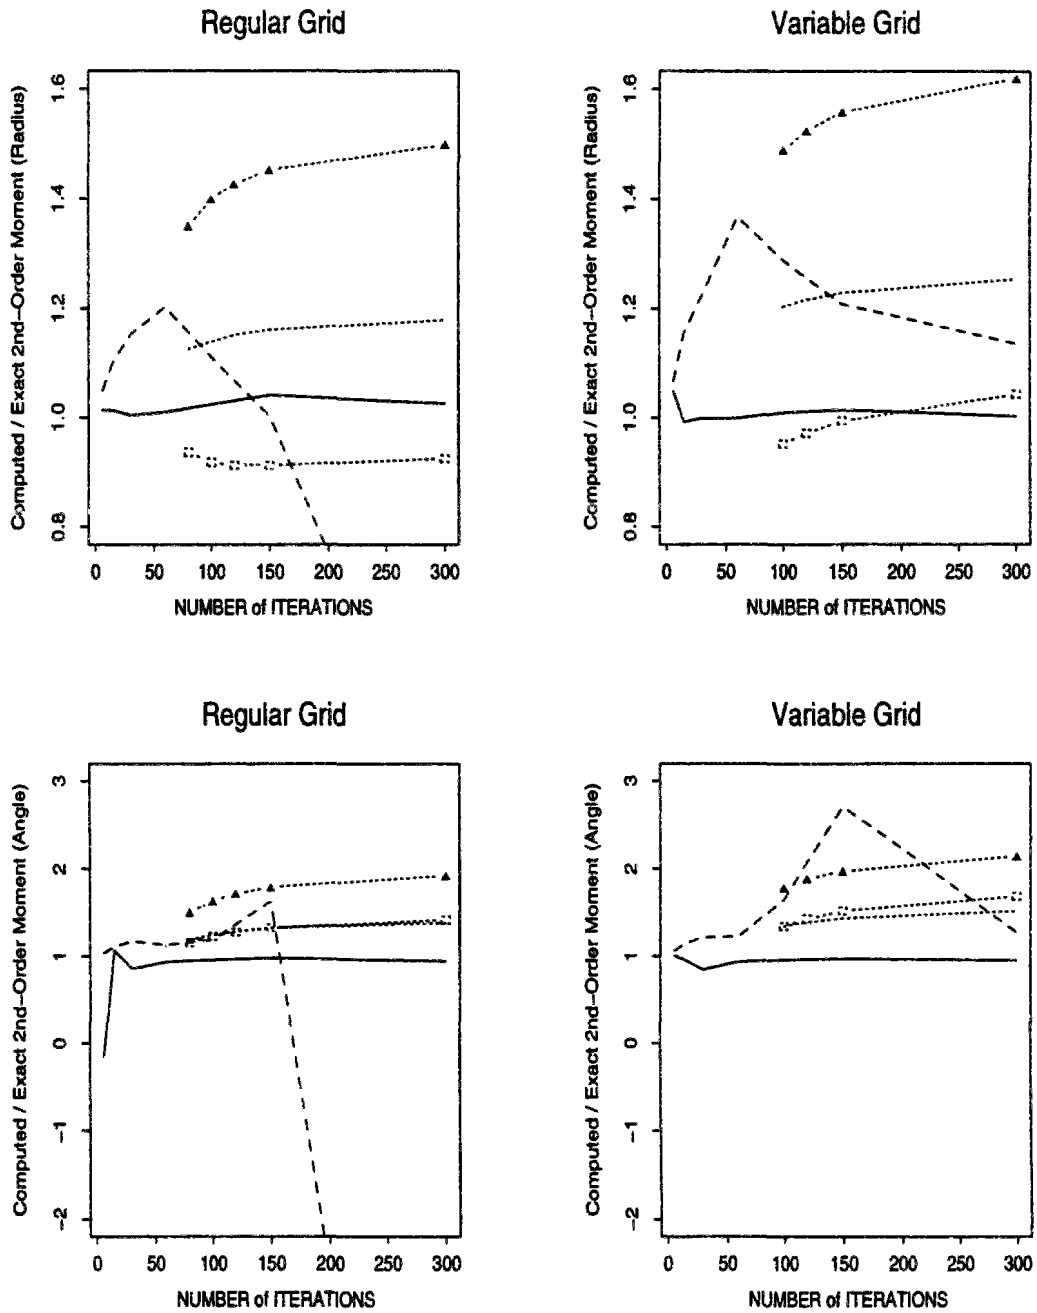 Regular Grid
Computed / Exact 2nd-Order Moment (Radius)
1.6
1.4
1.2
1.0
0.8
0 50 100 150 200 250 300
NUMBER of ITERATIONS
Variable Grid
Computed / Exact 2nd-Order Moment (Radius)
1.6
1.4
1.2
1.0
0.8
0 50 100 150 200 250 300
NUMBER of ITERATIONS
Regular Grid
Computed / Exact 2nd-Order Moment (Angle)
3
2
1
0
-1
-2
0 50 100 150 200 250 300
NUMBER of ITERATIONS
Variable Grid
Computed / Exact 2nd-Order Moment (Angle)
3
2
1
0
-1
-2
0 50 100 150 200 250 300
NUMBER of ITERATIONS